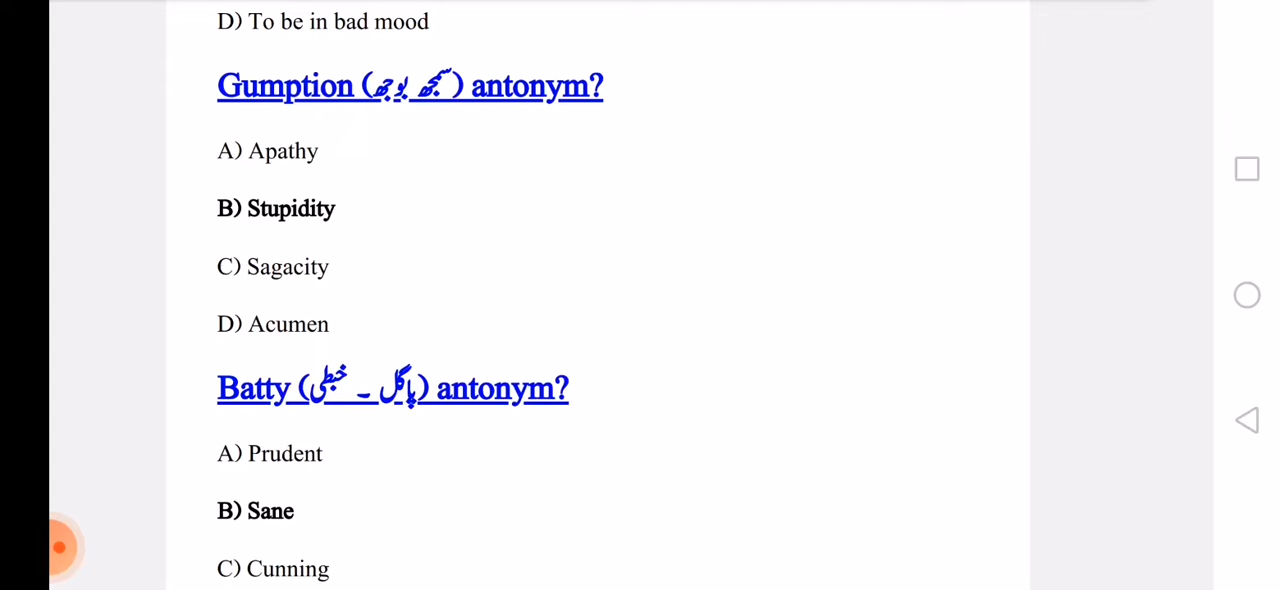 D) To be in bad mood
Gumption (سمجھ بوجھ) antonym?
A) Apathy
B) Stupidity
C) Sagacity
D) Acumen
Batty (پاگل ۔ خبطی) antonym?
A) Prudent
B) Sane
C) Cunning